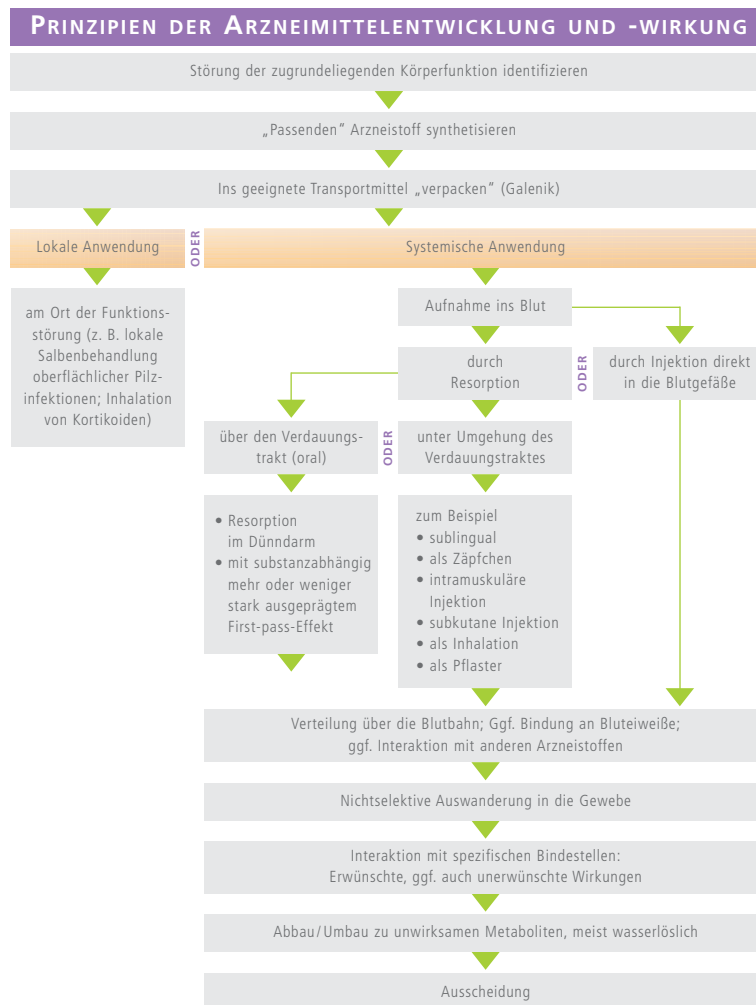 PRINZIPIEN DER ARZNEIMITTELENTWICKLUNG UND -WIRKUNG
Störung der zugrundeliegenden Körperfunktion identifizieren
„Passenden“ Arzneistoff synthetisieren
Ins geeignete Transportmittel „verpacken“ (Galenik)
Lokale Anwendung
ODER
Systemische Anwendung
am Ort der Funktions-
störung (z. B. lokale
Salbenbehandlung
oberflächlicher Pilz-
infektionen; Inhalation
von Kortikoiden)
Aufnahme ins Blut
durch
Resorption
ODER
durch Injektion direkt
in die Blutgefäße
über den Verdauungs-
trakt (oral)
ODER
unter Umgehung des
Verdauungstraktes
• Resorption
im Dünndarm
• mit substanzabhängig
mehr oder weniger
stark ausgeprägtem
First-pass-Effekt
zum Beispiel
• sublingual
• als Zäpfchen
• intramuskuläre
Injektion
• subkutane Injektion
• als Inhalation
• als Pflaster
Verteilung über die Blutbahn; Ggf. Bindung an Bluteiweiße;
ggf. Interaktion mit anderen Arzneistoffen
Nichtselektive Auswanderung in die Gewebe
Interaktion mit spezifischen Bindestellen:
Erwünschte, ggf. auch unerwünschte Wirkungen
Abbau/Umbau zu unwirksamen Metaboliten, meist wasserlöslich
Ausscheidung